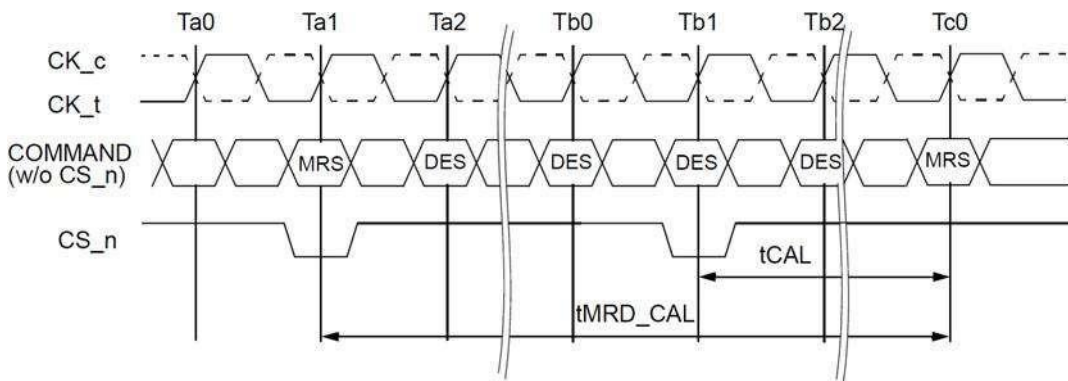 Ta0 Ta1 Ta2 Tb0 Tb1 Tb2 Tc0
CK_c
CK_t
COMMAND
(w/o CS_n)
MRS DES DES DES DES MRS
CS_n
tCAL
tMRD_CAL